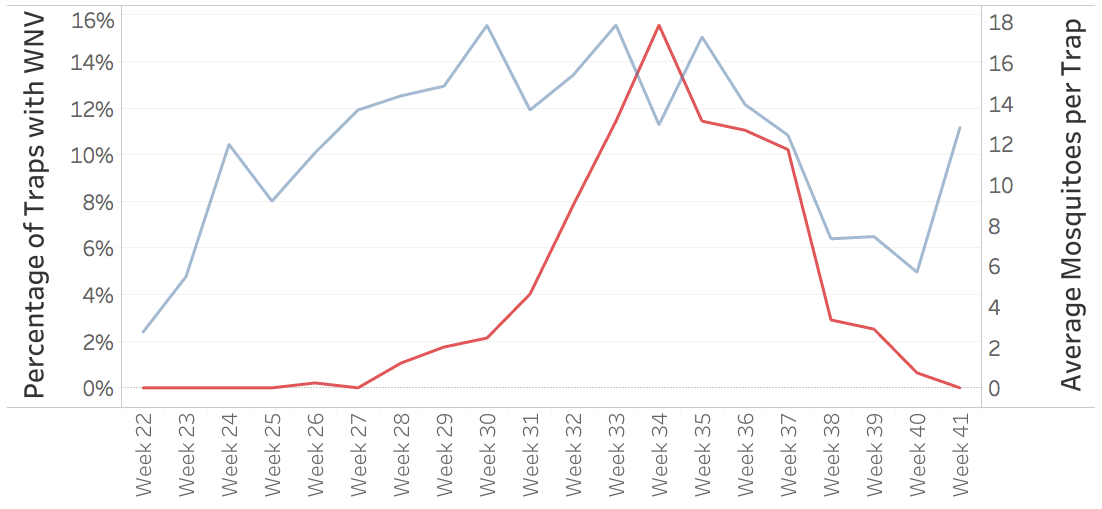 Percentage of Traps with WNV
16%
14%
12%
10%
8%
6%
4%
2%
0%
18
16
14
12
10
8
6
4
2
0
Average Mosquitoes per Trap
Week 22
Week 23
Week 24
Week 25
Week 26
Week 27
Week 28
Week 29
Week 30
Week 31
Week 32
Week 33
Week 34
Week 35
Week 36
Week 37
Week 38
Week 39
Week 40
Week 41